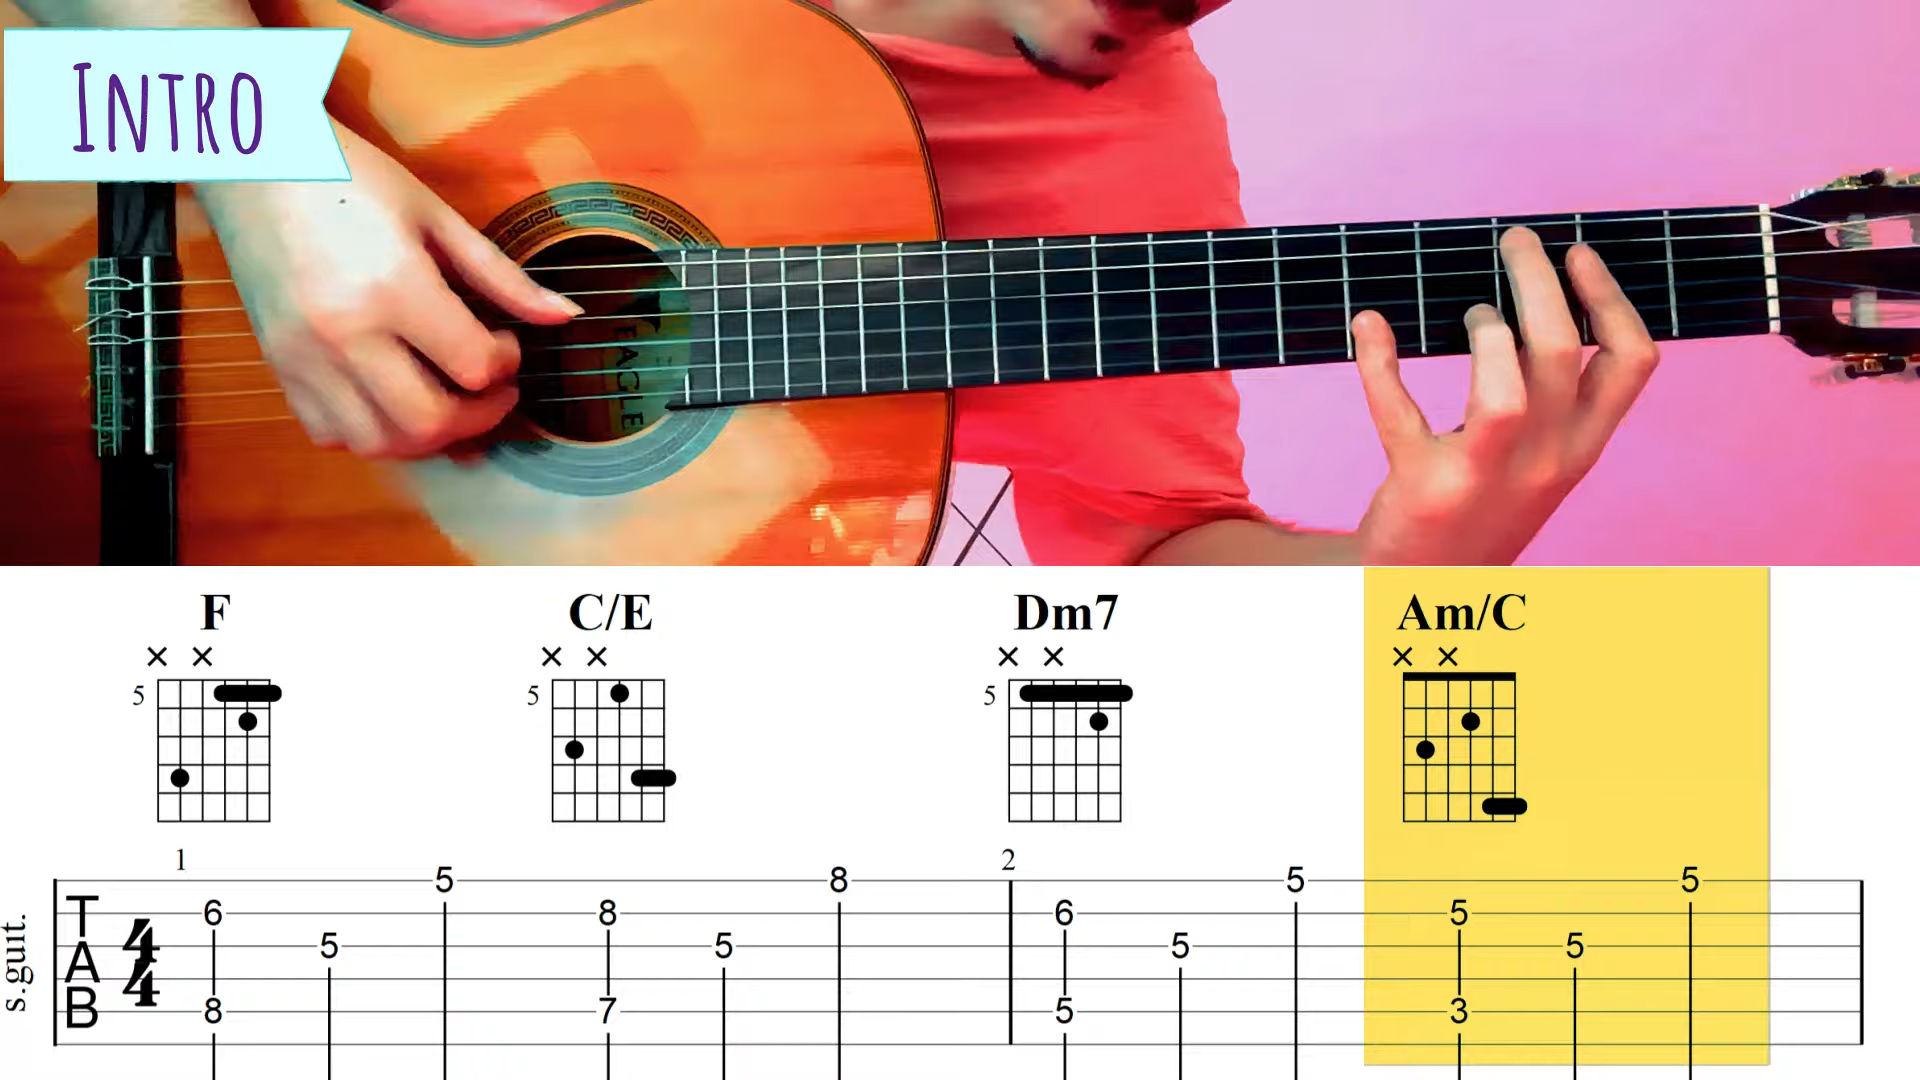 INTRO
EAGLE
F C/E Dm7 Am/C
× × × × × × × ×
5 5 5
1 2
5 8 5 5
6 8 6 5
5 5 5 5
8 7 5 3
s.guit.
TAB
4
4